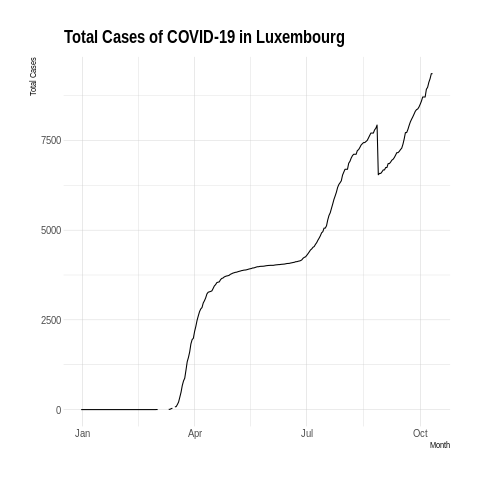 Total Cases of COVID-19 in Luxembourg
Total Cases
7500
5000
2500
0
Jan Apr Jul Oct
Month